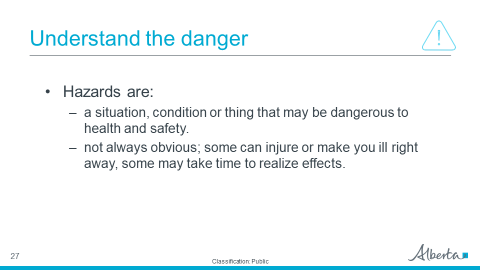 Understand the danger
!
• Hazards are:
– a situation, condition or thing that may be dangerous to
health and safety.
– not always obvious; some can injure or make you ill right
away, some may take time to realize effects.
27
Classification: Public
Alberta